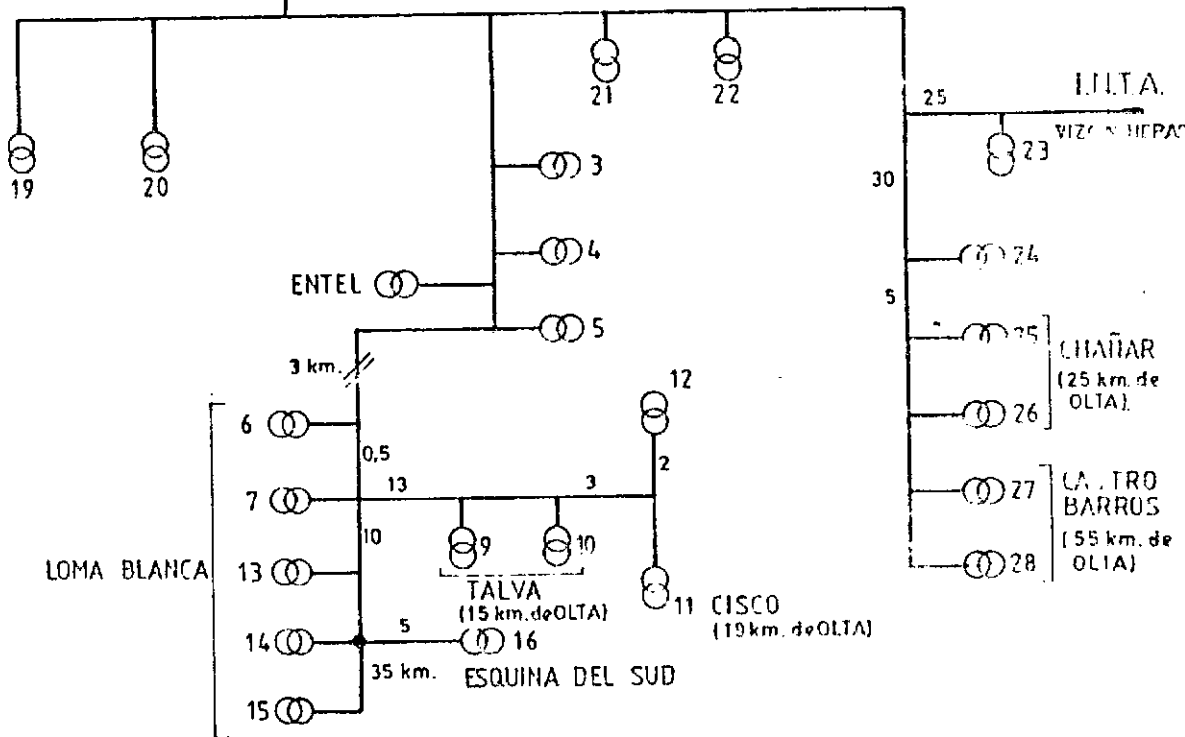 19
20
21
22
25
I.N.T.A.
23
3
30
4
24
ENTEL
5
5
25
CHAÑAR
(25 km. de
OLTA).
26
3 km.
12
6
0,5
2
7
13
3
27
BARROS
(55 km. de
OLTA)
28
10
9
10
LOMA BLANCA
13
TALVA
(15 km. de OLTA)
11 CISCO
(19 km. de OLTA)
14
5
16
35 km.
ESQUINA DEL SUD
15